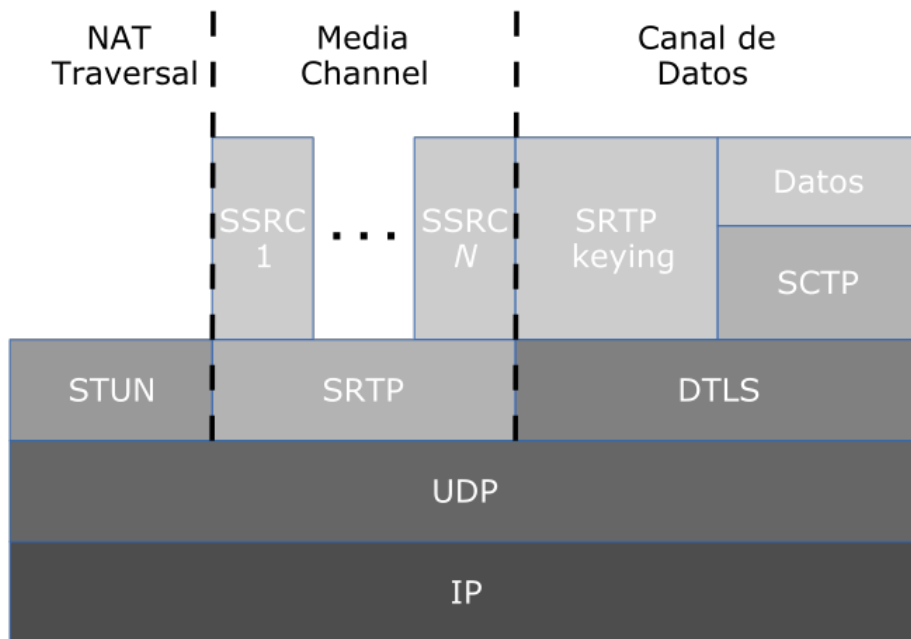 NAT
Traversal
Media
Channel
Canal de
Datos
SSRC
1
...
SSRC
N
SRTP
keying
Datos
SCTP
STUN
SRTP
DTLS
UDP
IP